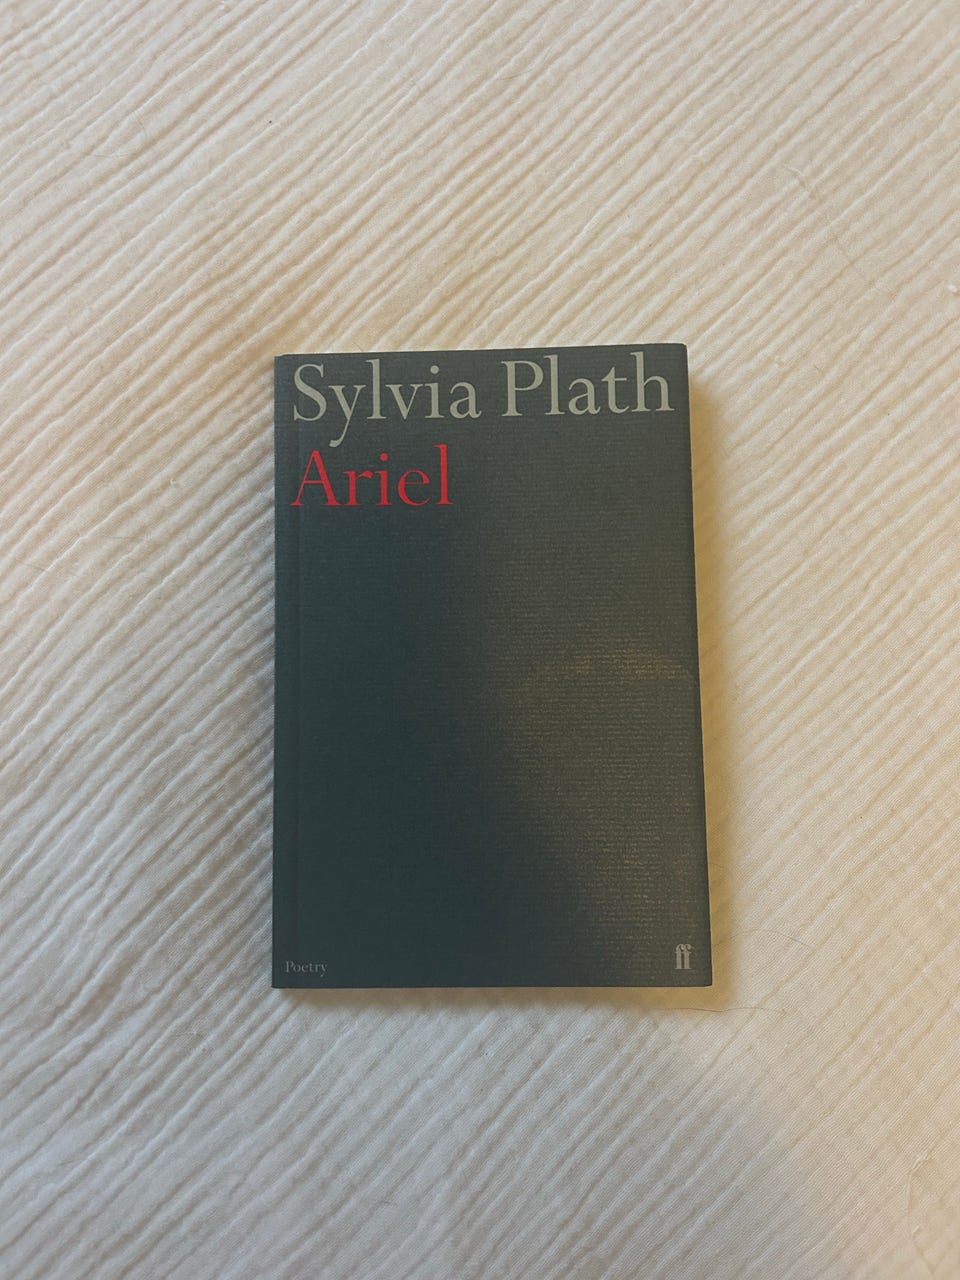 Sylvia Plath
Ariel
Poetry
ff